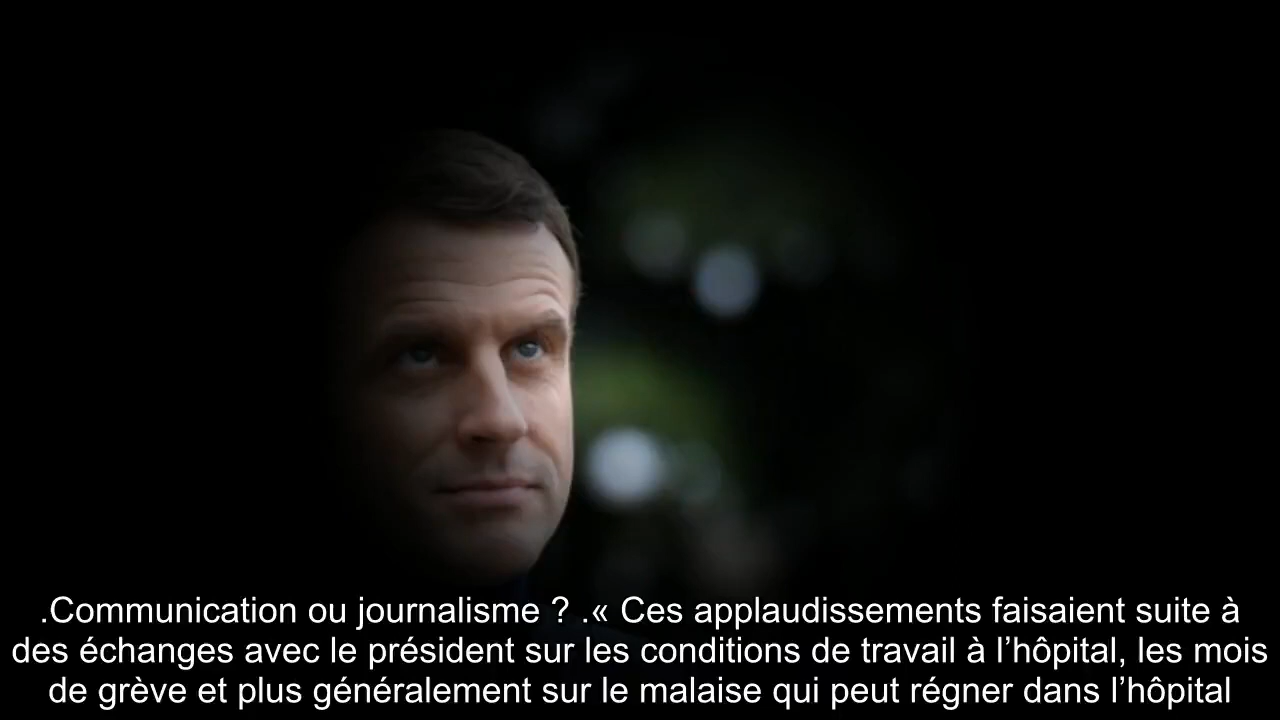 .Communication ou journalisme ? .« Ces applaudissements faisaient suite à
des échanges avec le président sur les conditions de travail à l’hôpital, les mois
de grève et plus généralement sur le malaise qui peut régner dans l’hôpital